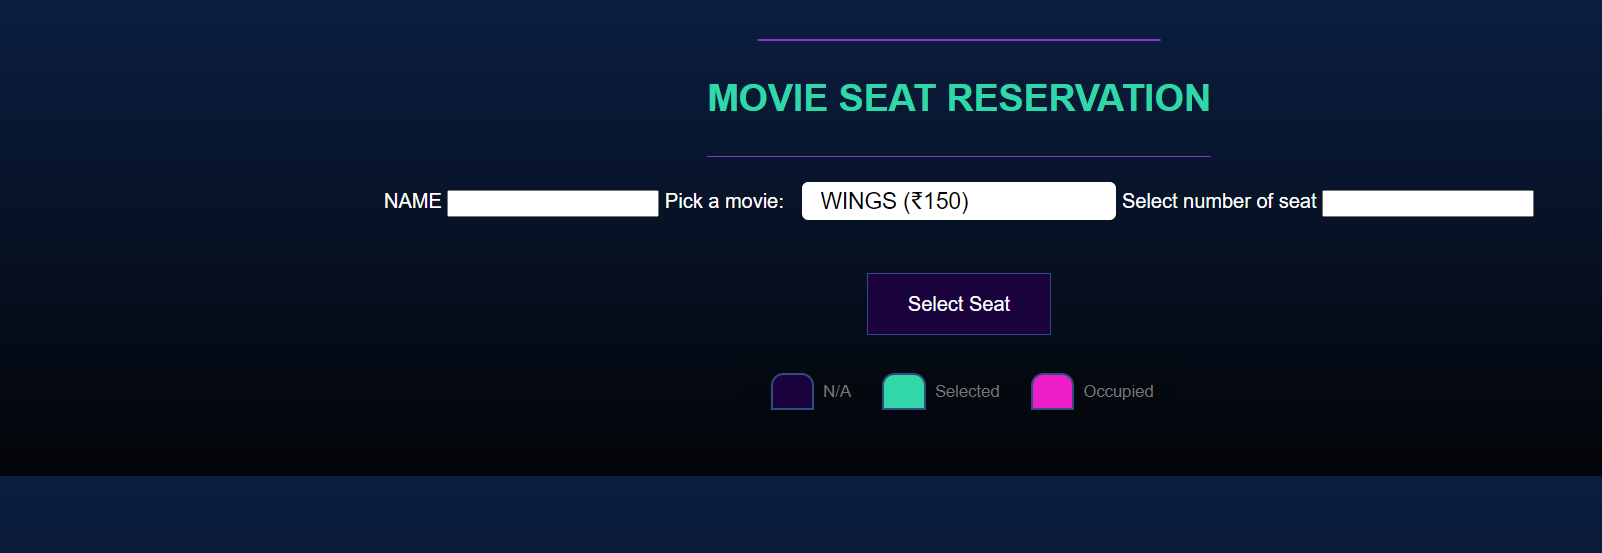 MOVIE SEAT RESERVATION
NAME Pick a movie: WINGS (₹150) Select number of seat
Select Seat
N/A Selected Occupied